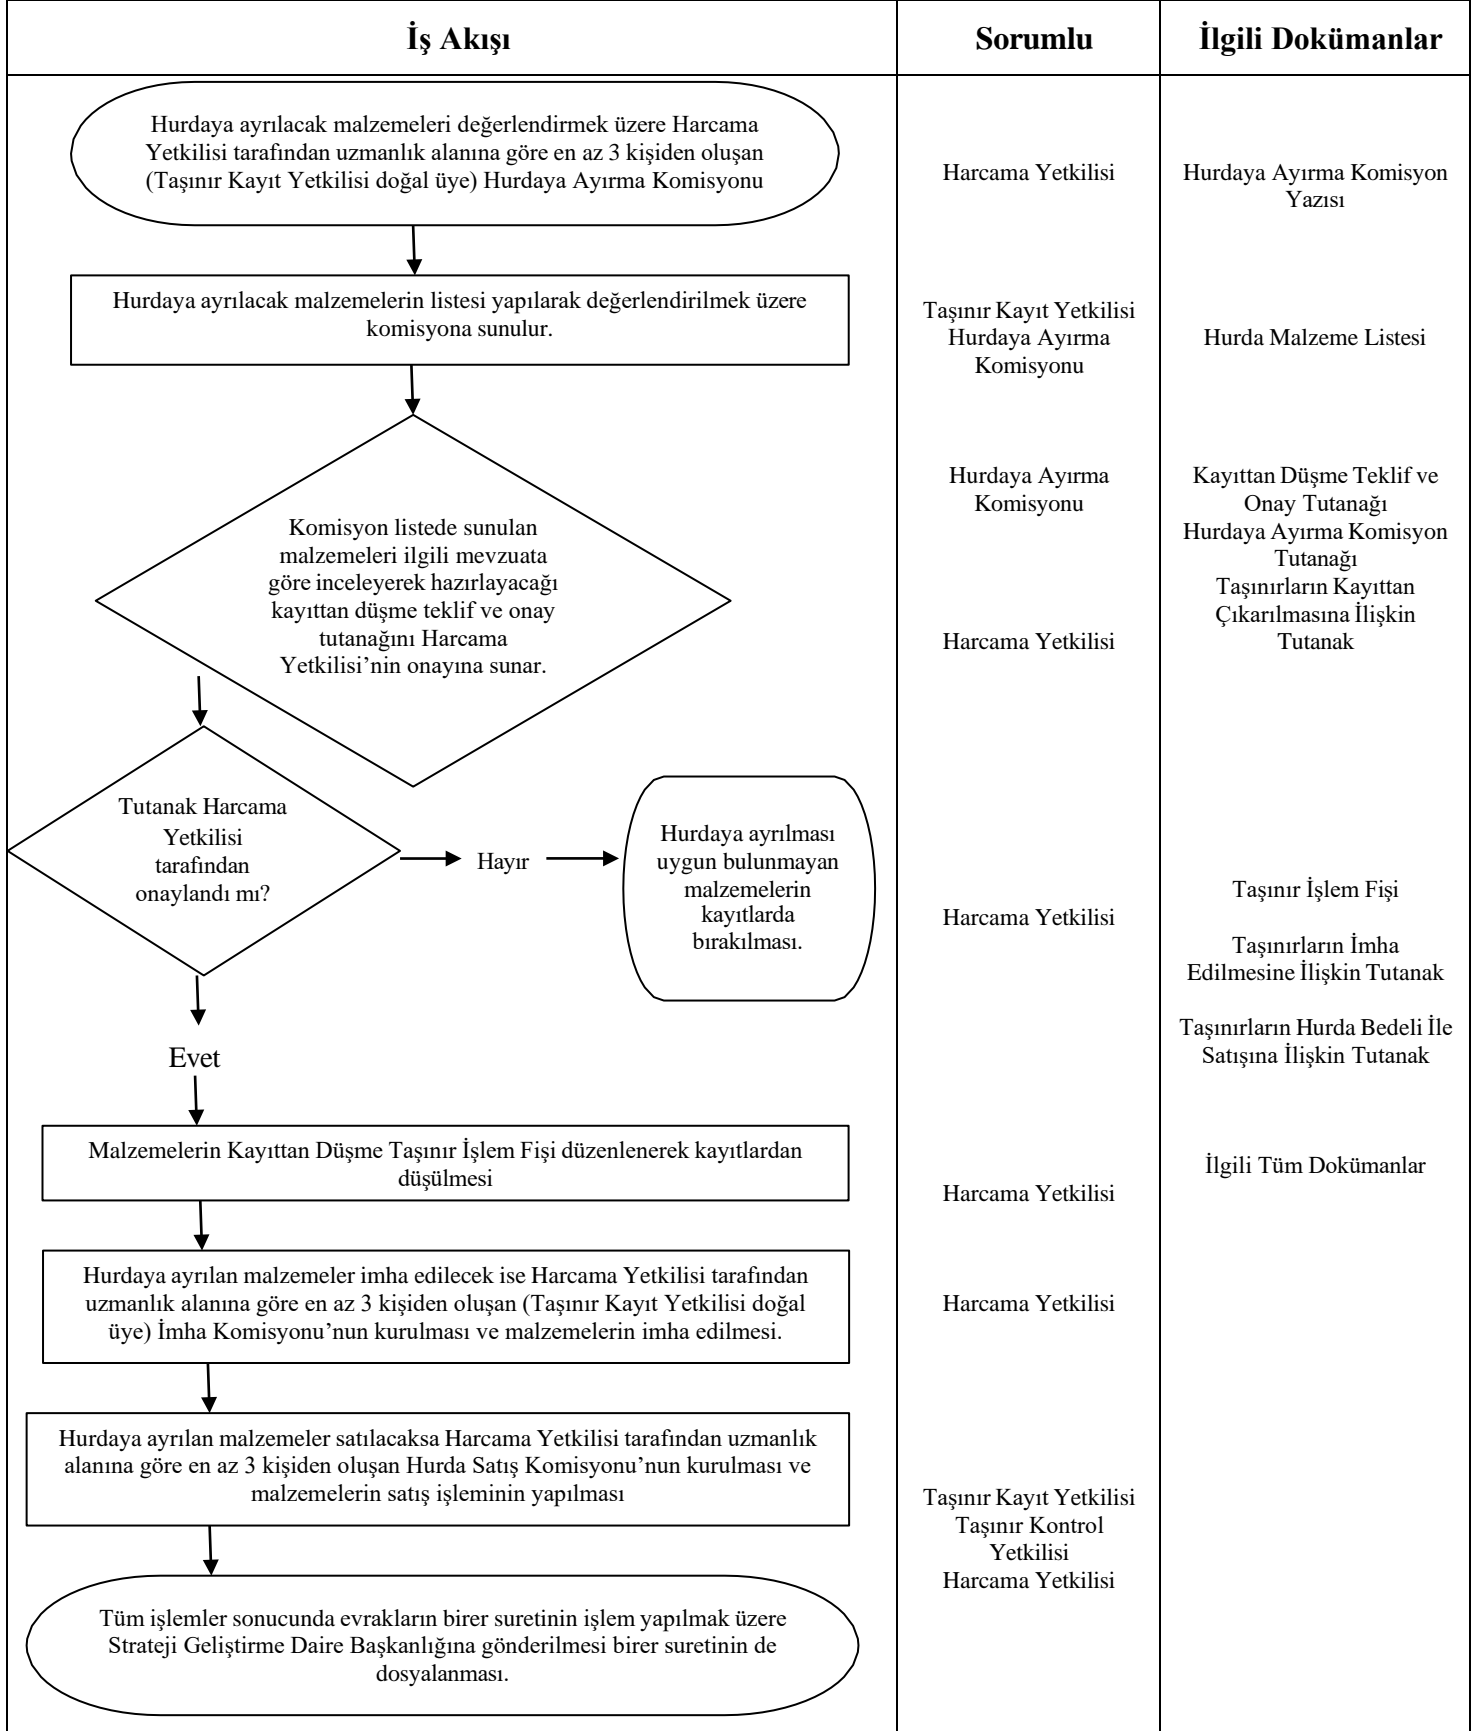 İş Akışı
Sorumlu
İlgili Dokümanlar
Hurdaya ayrılacak malzemeleri değerlendirmek üzere Harcama
Yetkilisi tarafından uzmanlık alanına göre en az 3 kişiden oluşan
(Taşınır Kayıt Yetkilisi doğal üye) Hurdaya Ayırma Komisyonu
Harcama Yetkilisi
Hurdaya Ayırma Komisyon
Yazısı
Hurdaya ayrılacak malzemelerin listesi yapılarak değerlendirilmek üzere
komisyona sunulur.
Taşınır Kayıt Yetkilisi
Hurdaya Ayırma
Komisyonu
Hurda Malzeme Listesi
Komisyon listede sunulan
malzemeleri ilgili mevzuata
göre inceleyerek hazırlayacağı
kayıttan düşme teklif ve onay
tutanağını Harcama
Yetkilisi’nin onayına sunar.
Hurdaya Ayırma
Komisyonu
Harcama Yetkilisi
Kayıttan Düşme Teklif ve
Onay Tutanağı
Hurdaya Ayırma Komisyon
Tutanağı
Taşınırların Kayıttan
Çıkarılmasına İlişkin
Tutanak
Tutanak Harcama
Yetkilisi
tarafından
onaylandı mı?
Hayır
Hurdaya ayrılması
uygun bulunmayan
malzemelerin
kayıtlarda
bırakılması.
Harcama Yetkilisi
Taşınır İşlem Fişi
Taşınırların İmha
Edilmesine İlişkin Tutanak
Taşınırların Hurda Bedeli İle
Satışına İlişkin Tutanak
Evet
Malzemelerin Kayıttan Düşme Taşınır İşlem Fişi düzenlenerek kayıtlardan
düşülmesi
Harcama Yetkilisi
İlgili Tüm Dokümanlar
Hurdaya ayrılan malzemeler imha edilecek ise Harcama Yetkilisi tarafından
uzmanlık alanına göre en az 3 kişiden oluşan (Taşınır Kayıt Yetkilisi doğal
üye) İmha Komisyonu’nun kurulması ve malzemelerin imha edilmesi.
Harcama Yetkilisi
Hurdaya ayrılan malzemeler satılacaksa Harcama Yetkilisi tarafından uzmanlık
alanına göre en az 3 kişiden oluşan Hurda Satış Komisyonu’nun kurulması ve
malzemelerin satış işleminin yapılması
Taşınır Kayıt Yetkilisi
Taşınır Kontrol
Yetkilisi
Harcama Yetkilisi
Tüm işlemler sonucunda evrakların birer suretinin işlem yapılmak üzere
Strateji Geliştirme Daire Başkanlığına gönderilmesi birer suretinin de
dosyalanması.